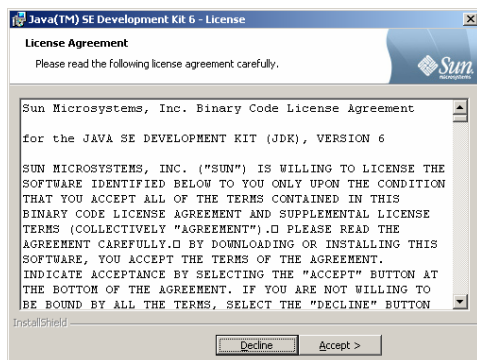 Java(TM) SE Development Kit 6 - License
License Agreement
Please read the following license agreement carefully.
Sun
microsystems
Sun Microsystems, Inc. Binary Code License Agreement
for the JAVA SE DEVELOPMENT KIT (JDK), VERSION 6
SUN MICROSYSTEMS, INC. ("SUN") IS WILLING TO LICENSE THE
SOFTWARE IDENTIFIED BELOW TO YOU ONLY UPON THE CONDITION
THAT YOU ACCEPT ALL OF THE TERMS CONTAINED IN THIS
BINARY CODE LICENSE AGREEMENT AND SUPPLEMENTAL LICENSE
TERMS (COLLECTIVELY "AGREEMENT").□ PLEASE READ THE
AGREEMENT CAREFULLY.□ BY DOWNLOADING OR INSTALLING THIS
SOFTWARE, YOU ACCEPT THE TERMS OF THE AGREEMENT.
INDICATE ACCEPTANCE BY SELECTING THE "ACCEPT" BUTTON AT
THE BOTTOM OF THE AGREEMENT. IF YOU ARE NOT WILLING TO
BE BOUND BY ALL THE TERMS, SELECT THE "DECLINE" BUTTON
InstallShield
Decline
Accept >